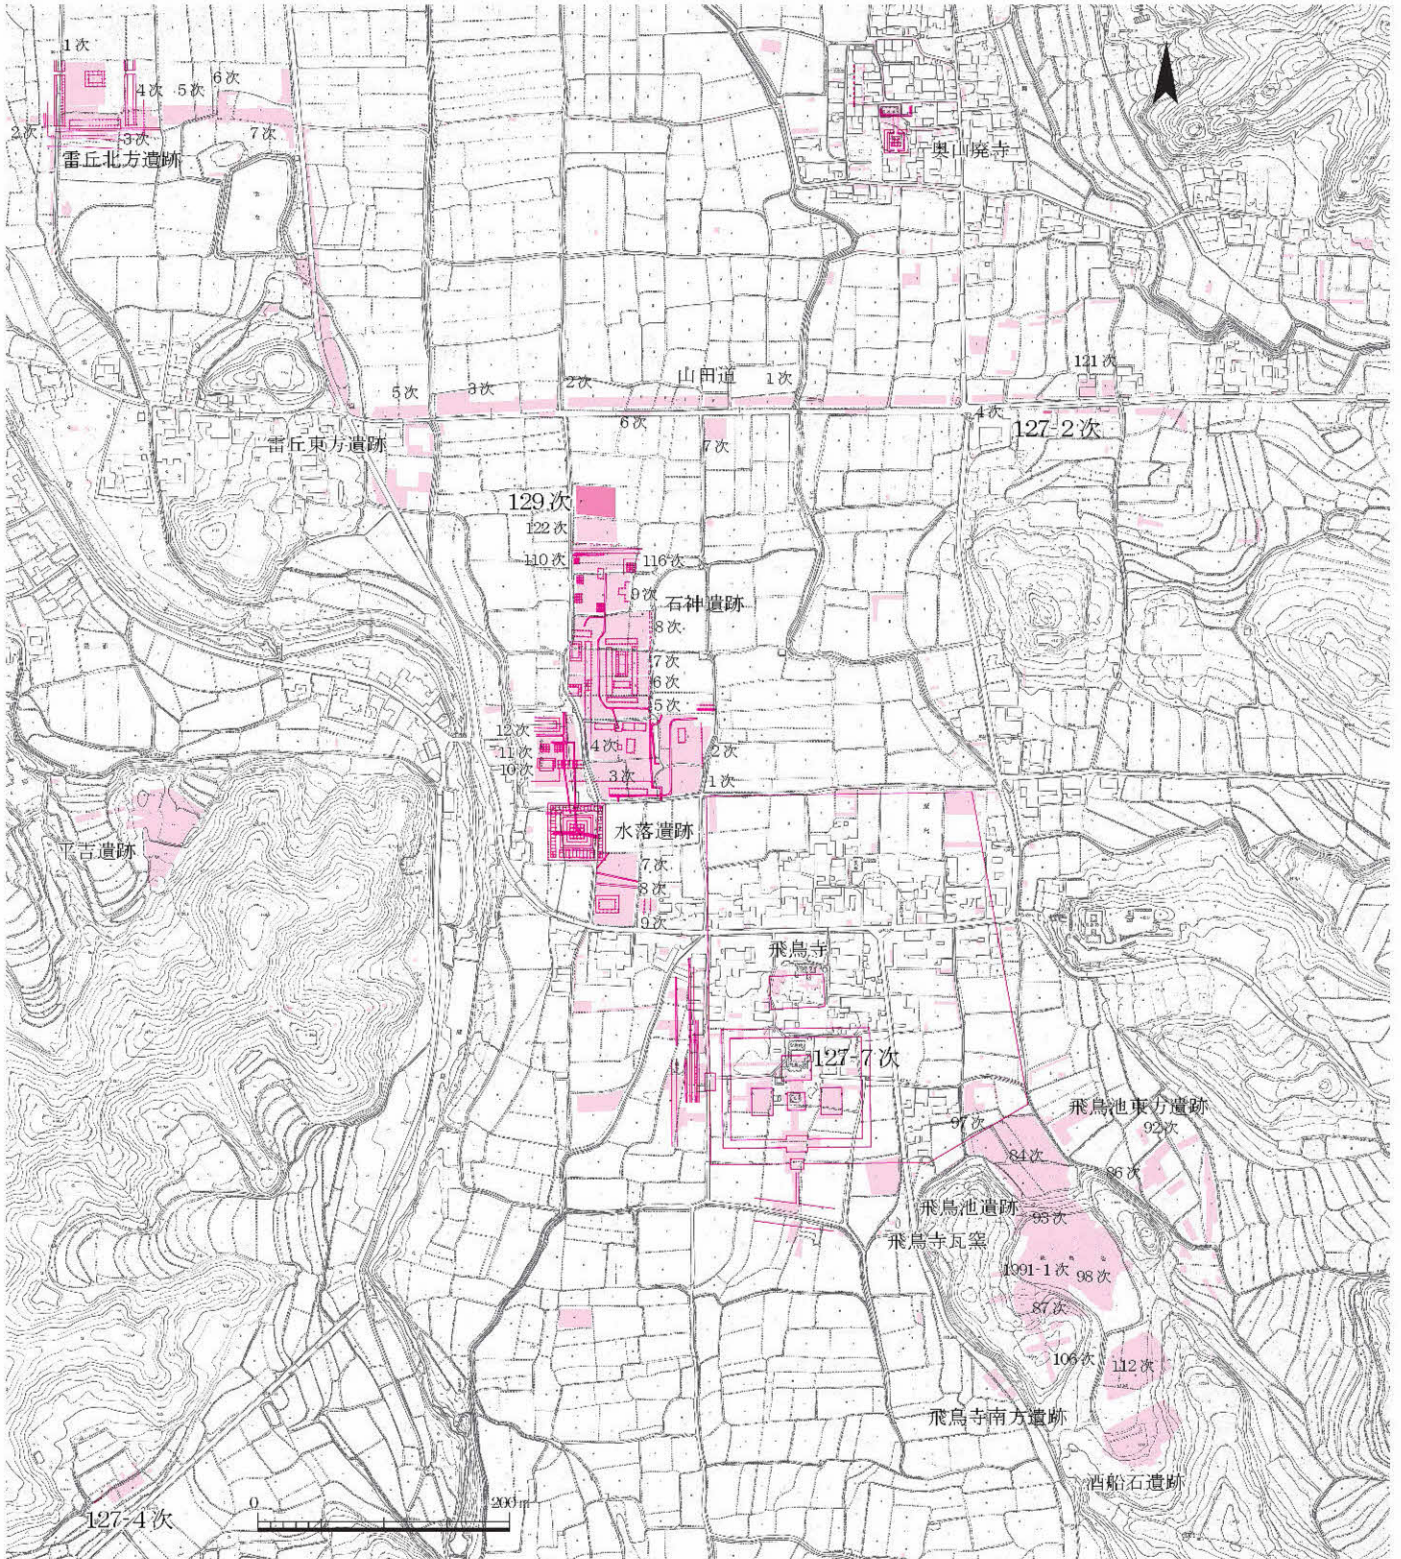 1次
6次
4次
5次
2次
3次
7次
雷丘北方遺跡
奥山廃寺
121次
山田道
1次
2次
3次
5次
4次
6次
127-2次
雷丘東方遺跡
7次
129次
122次
110次
116次
9次
石神遺跡
8次
7次
6次
5次
12次
11次
4次
2次
10次
3次
1次
水落遺跡
平吉遺跡
7次
8次
9次
飛鳥寺
127-7次
飛鳥池東方遺跡
97次
92次
84次
86次
飛鳥池遺跡
93次
飛鳥寺瓦窯
1991-1次
98次
87次
106次
112次
飛鳥寺南方遺跡
酒船石遺跡
0
200m
127-4次